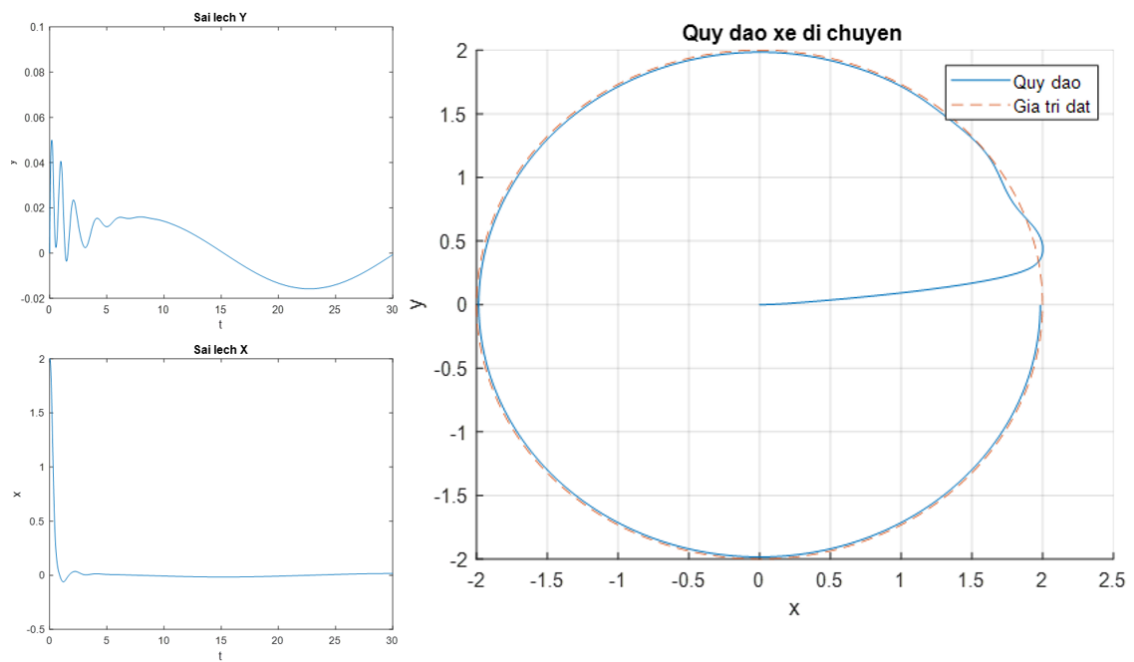 Sai lech Y
0.1
0.08
0.06
0.04
0.02
0
-0.02
y
0 5 10 15 20 25 30
t
Sai lech X
2
1.5
1
0.5
0
-0.5
x
0 5 10 15 20 25 30
t
Quy dao xe di chuyen
Quy dao
Gia tri dat
2
1.5
1
0.5
0
-0.5
-1
-1.5
-2
y
-2 -1.5 -1 -0.5 0 0.5 1 1.5 2 2.5
x